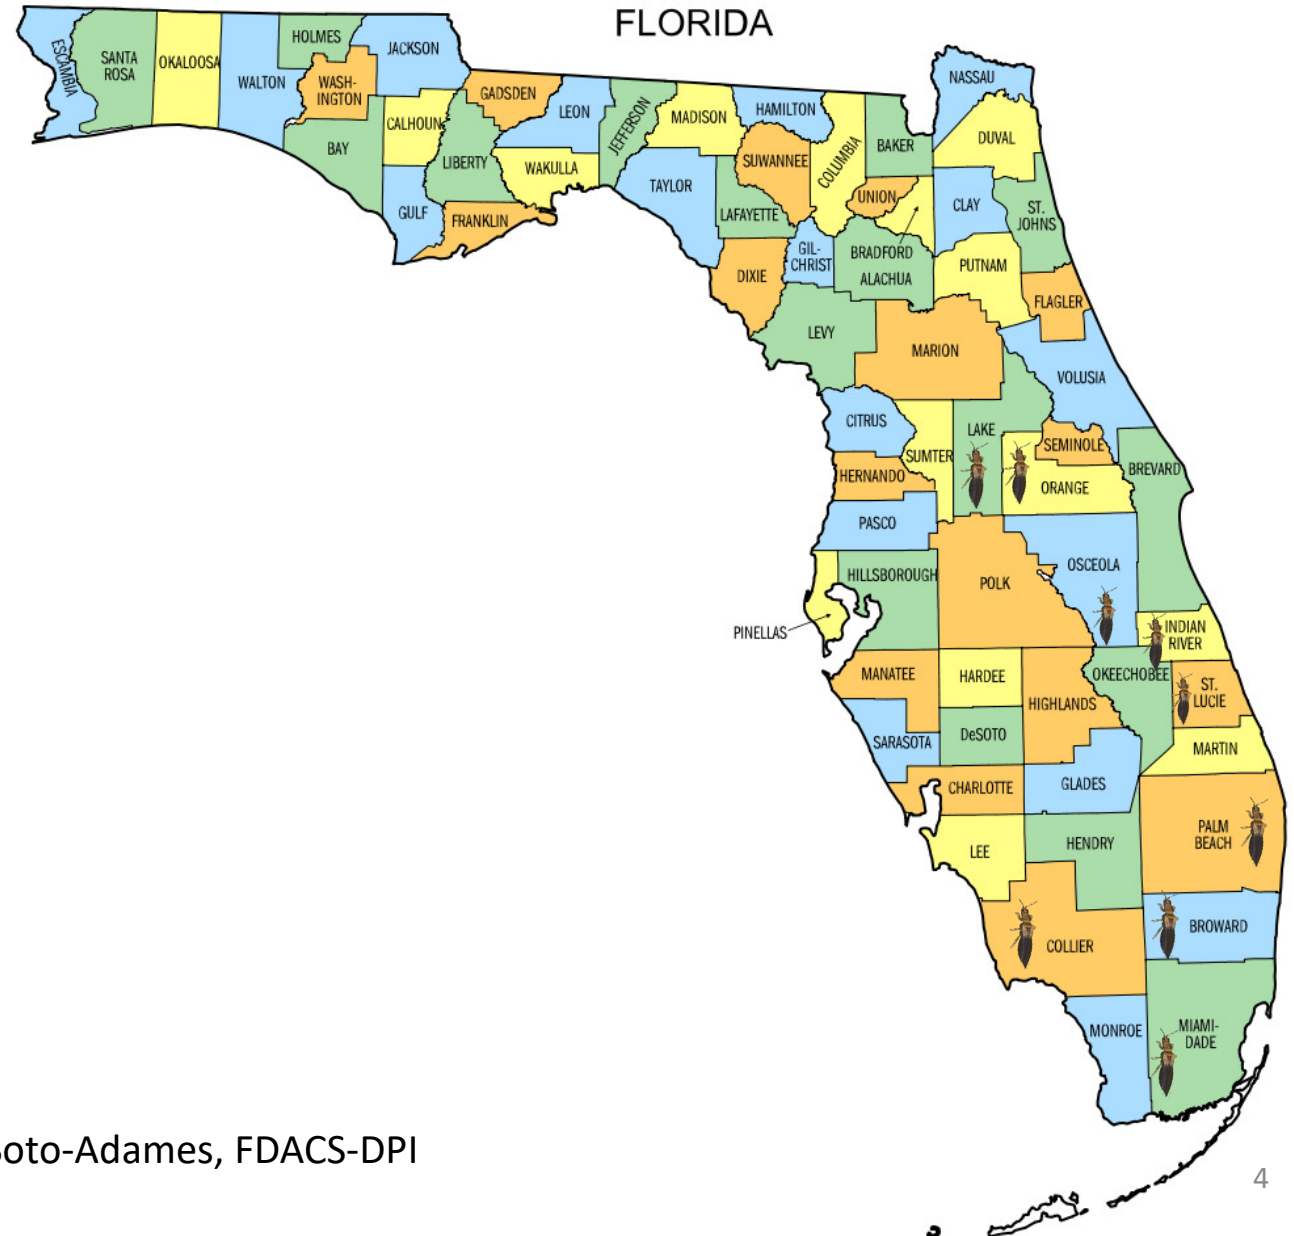 FLORIDA
ESCAMBIA
SANTA
ROSA
OKALOOSA
WALTON
HOLMES
WASH-
INGTON
JACKSON
BAY
CALHOUN
GULF
LIBERTY
GADSDEN
FRANKLIN
LEON
WAKULLA
JEFFERSON
MADISON
TAYLOR
HAMILTON
SUWANNEE
LAFAYETTE
DIXIE
COLUMBIA
GIL-
CHRIST
BAKER
UNION
BRADFORD
ALACHUA
LEVY
NASSAU
DUVAL
CLAY
ST.
JOHNS
PUTNAM
FLAGLER
MARION
VOLUSIA
CITRUS
SUMTER
LAKE
SEMINOLE
HERNANDO
ORANGE
BREVARD
PASCO
HILLSBOROUGH
PINELLAS
POLK
OSCEOLA
INDIAN
RIVER
MANATEE
HARDEE
HIGHLANDS
OKEECHOBEE
ST.
LUCIE
SARASOTA
DeSOTO
MARTIN
CHARLOTTE
GLADES
LEE
HENDRY
PALM
BEACH
COLLIER
BROWARD
MONROE
MIAMI-
DADE
Soto-Adames, FDACS-DPI
4